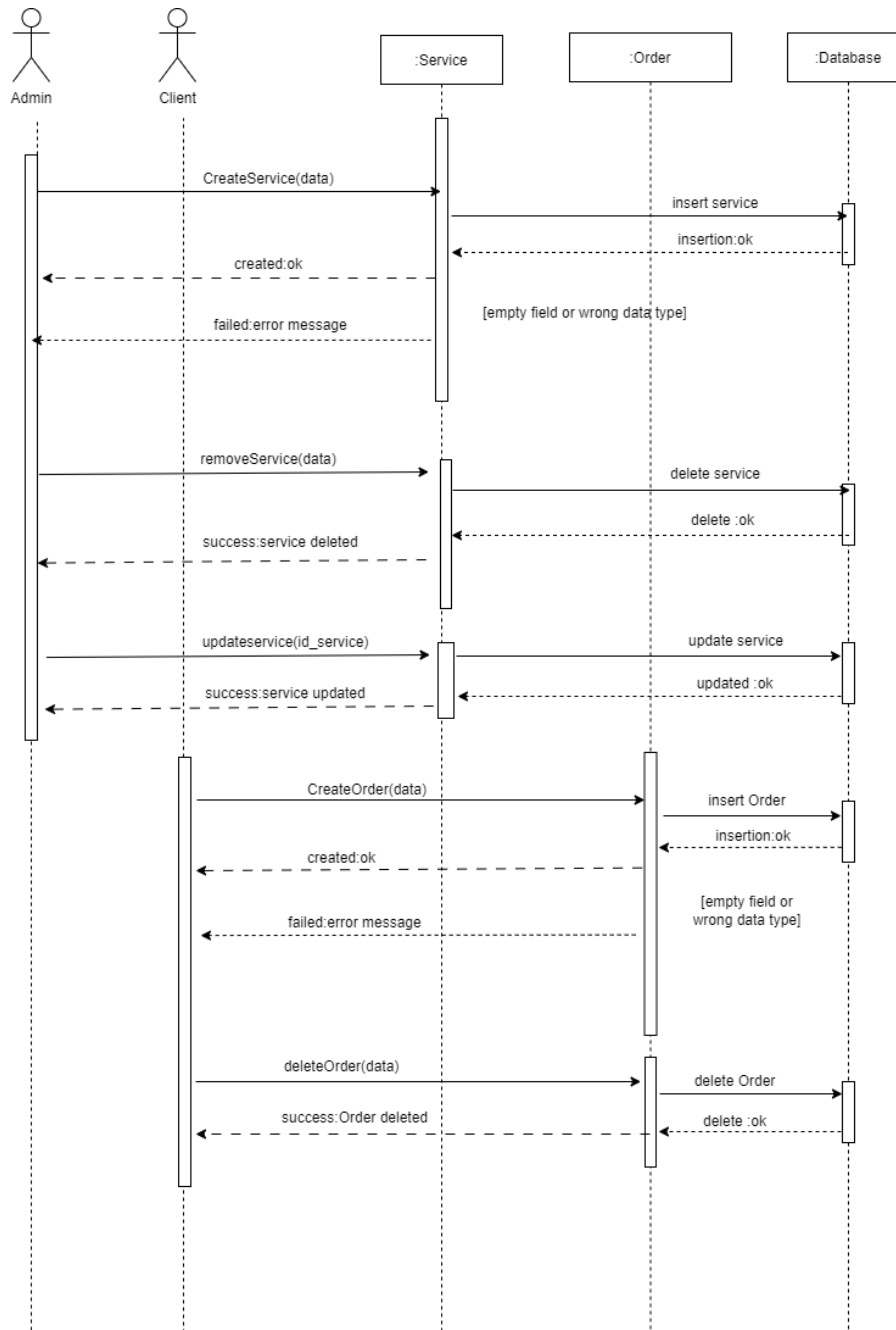 Admin
Client
:Service
:Order
:Database
CreateService(data)
insert service
insertion:ok
created:ok
[empty field or wrong data type]
failed:error message
removeService(data)
delete service
delete :ok
success:service deleted
updateservice(id_service)
update service
updated :ok
success:service updated
CreateOrder(data)
insert Order
insertion:ok
created:ok
[empty field or
wrong data type]
failed:error message
deleteOrder(data)
delete Order
success:Order deleted
delete :ok